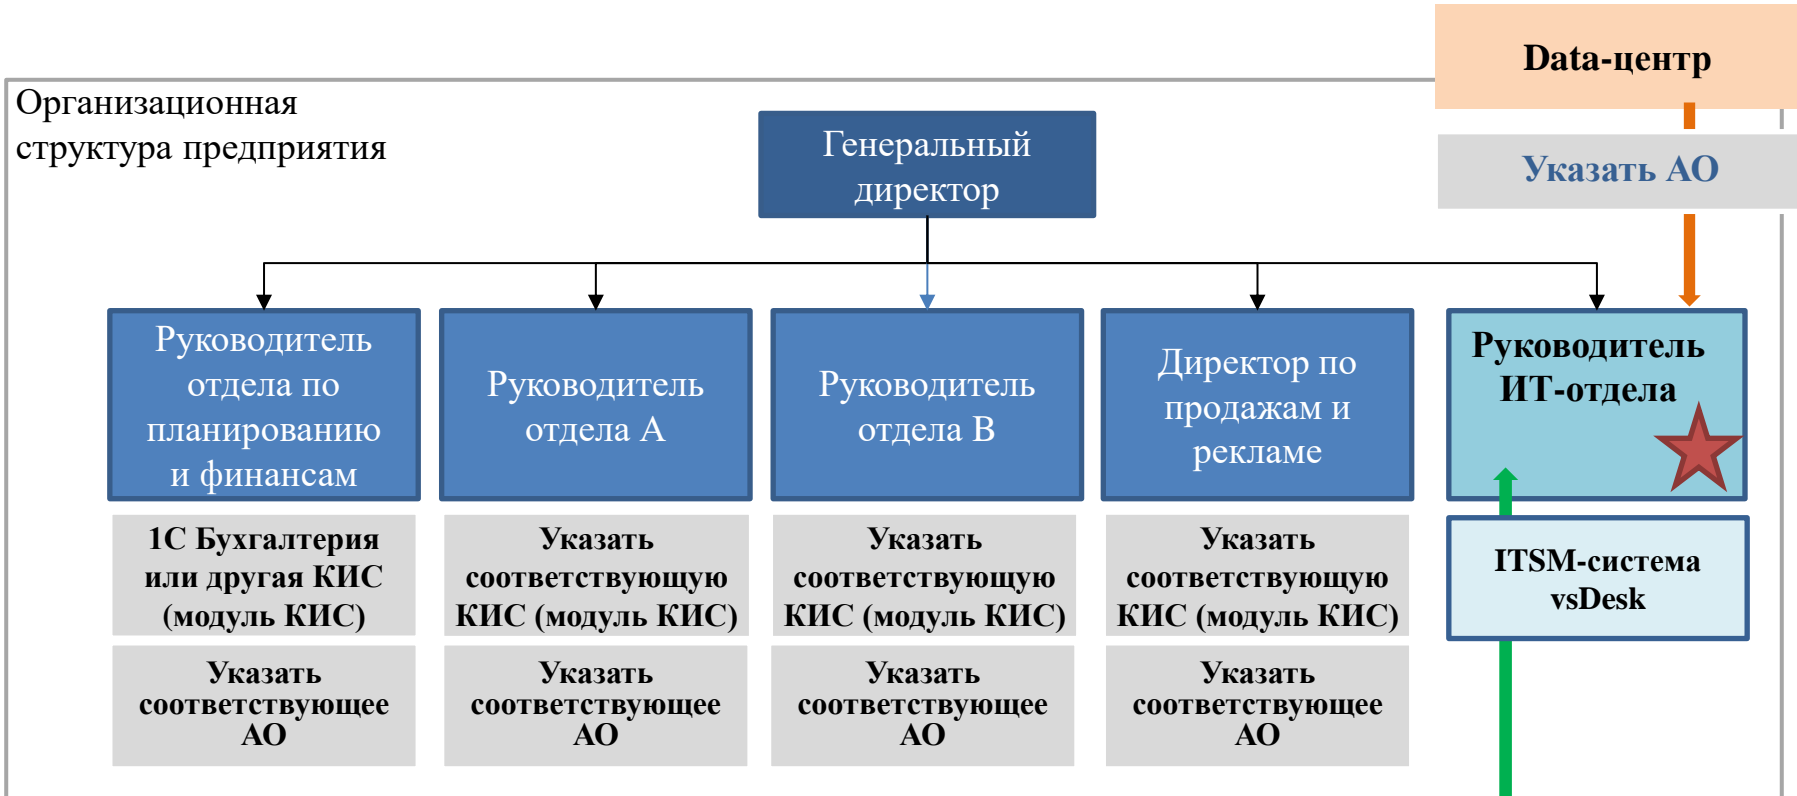 Data-центр
Организационная
структура предприятия
Генеральный
директор
Указать АО
Руководитель
отдела по
планированию
и финансам
Руководитель
отдела А
Руководитель
отдела В
Директор по
продажам и
рекламе
Руководитель
ИТ-отдела
1С Бухгалтерия
или другая КИС
(модуль КИС)
Указать
соответствующую
КИС (модуль КИС)
Указать
соответствующую
КИС (модуль КИС)
Указать
соответствующую
КИС (модуль КИС)
ITSM-система
vsDesk
Указать
соответствующее
АО
Указать
соответствующее
АО
Указать
соответствующее
АО
Указать
соответствующее
АО